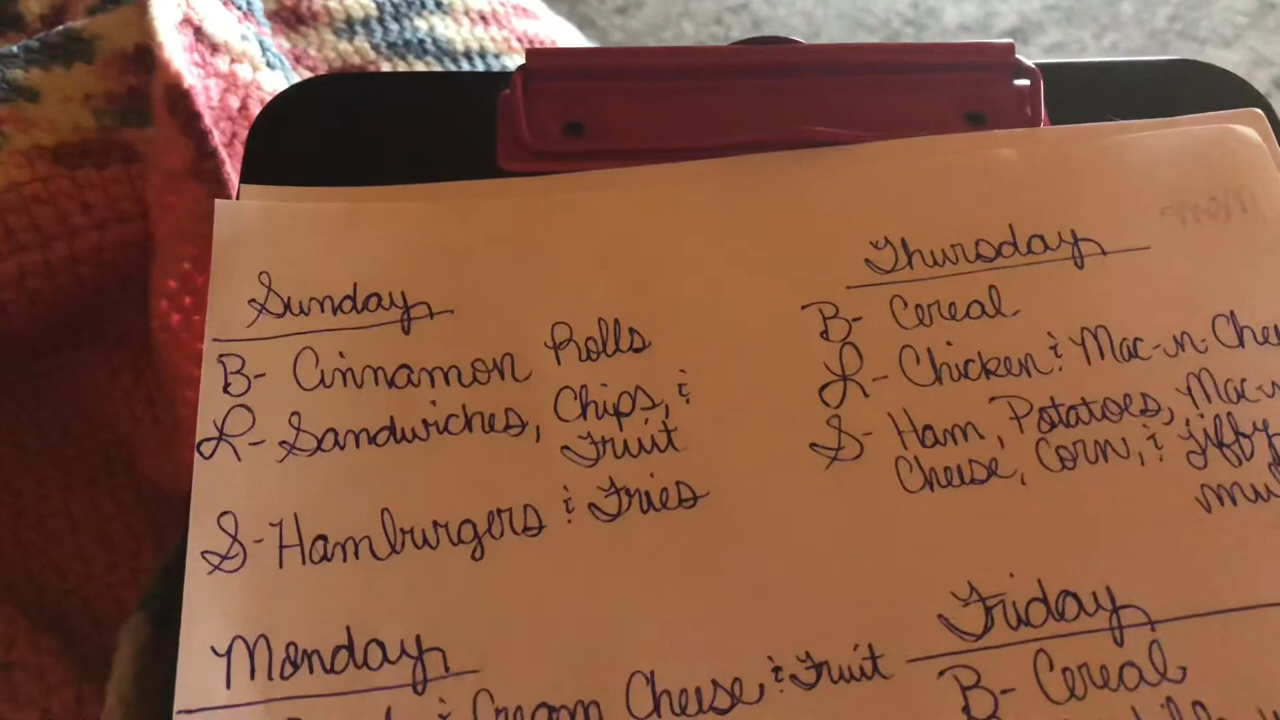 Sunday
B- Cinnamon Rolls
L- Sandwiches, Chips, &
Fruit
S- Hamburgers & Fries
Monday
& Cream Cheese & Fruit
Thursday
B- Cereal
L- Chicken & Mac-n-Chee
S- Ham, Potatoes, Mac-n
Cheese, Corn, & Jiffy
mu
Friday
B- Cereal